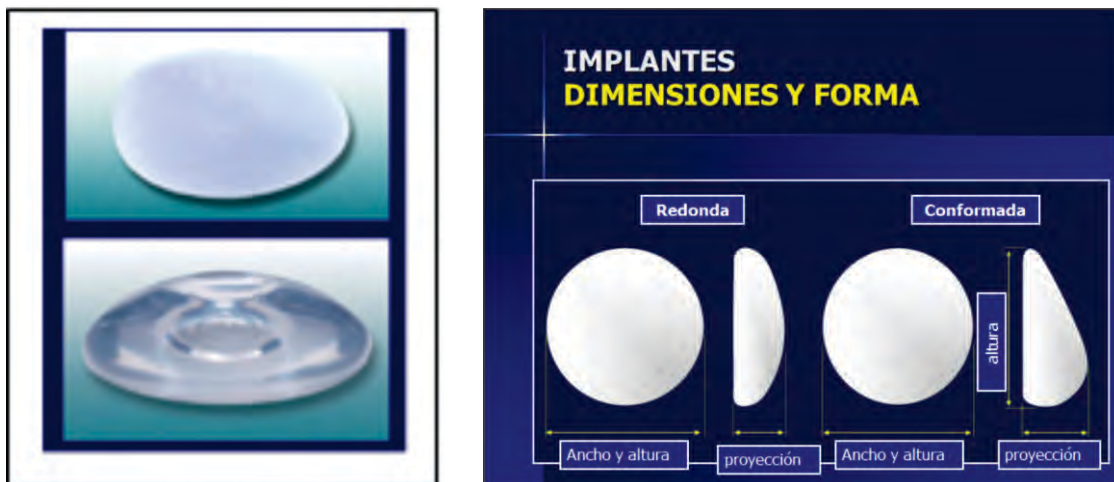 IMPLANTES
DIMENSIONES Y FORMA
Redonda
Conformada
altura
Ancho y altura
proyección
Ancho y altura
proyección